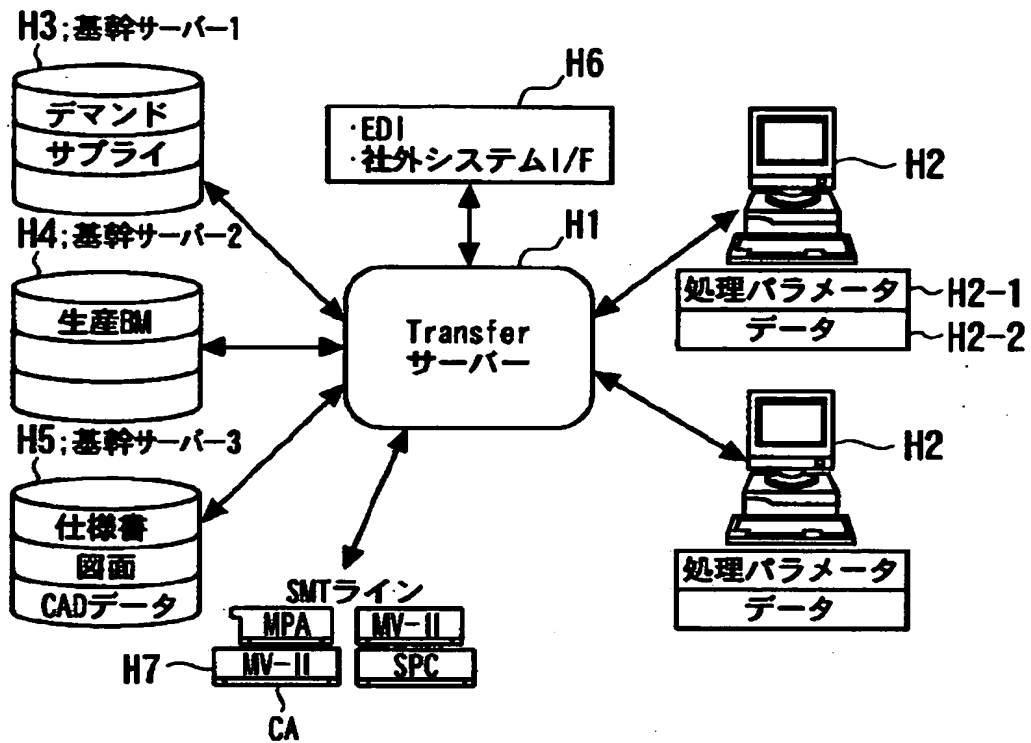 H3;基幹サーバー1
デマンド
サプライ
H4;基幹サーバー2
生産BM
H5;基幹サーバー3
仕様書
図面
CADデータ
H6
・EDI
・社外システムI/F
H1
Transfer
サーバー
SMTライン
MPA
MV-II
MV-II
SPC
H7
CA
H2
処理パラメータ
H2-1
データ
H2-2
H2
処理パラメータ
データ